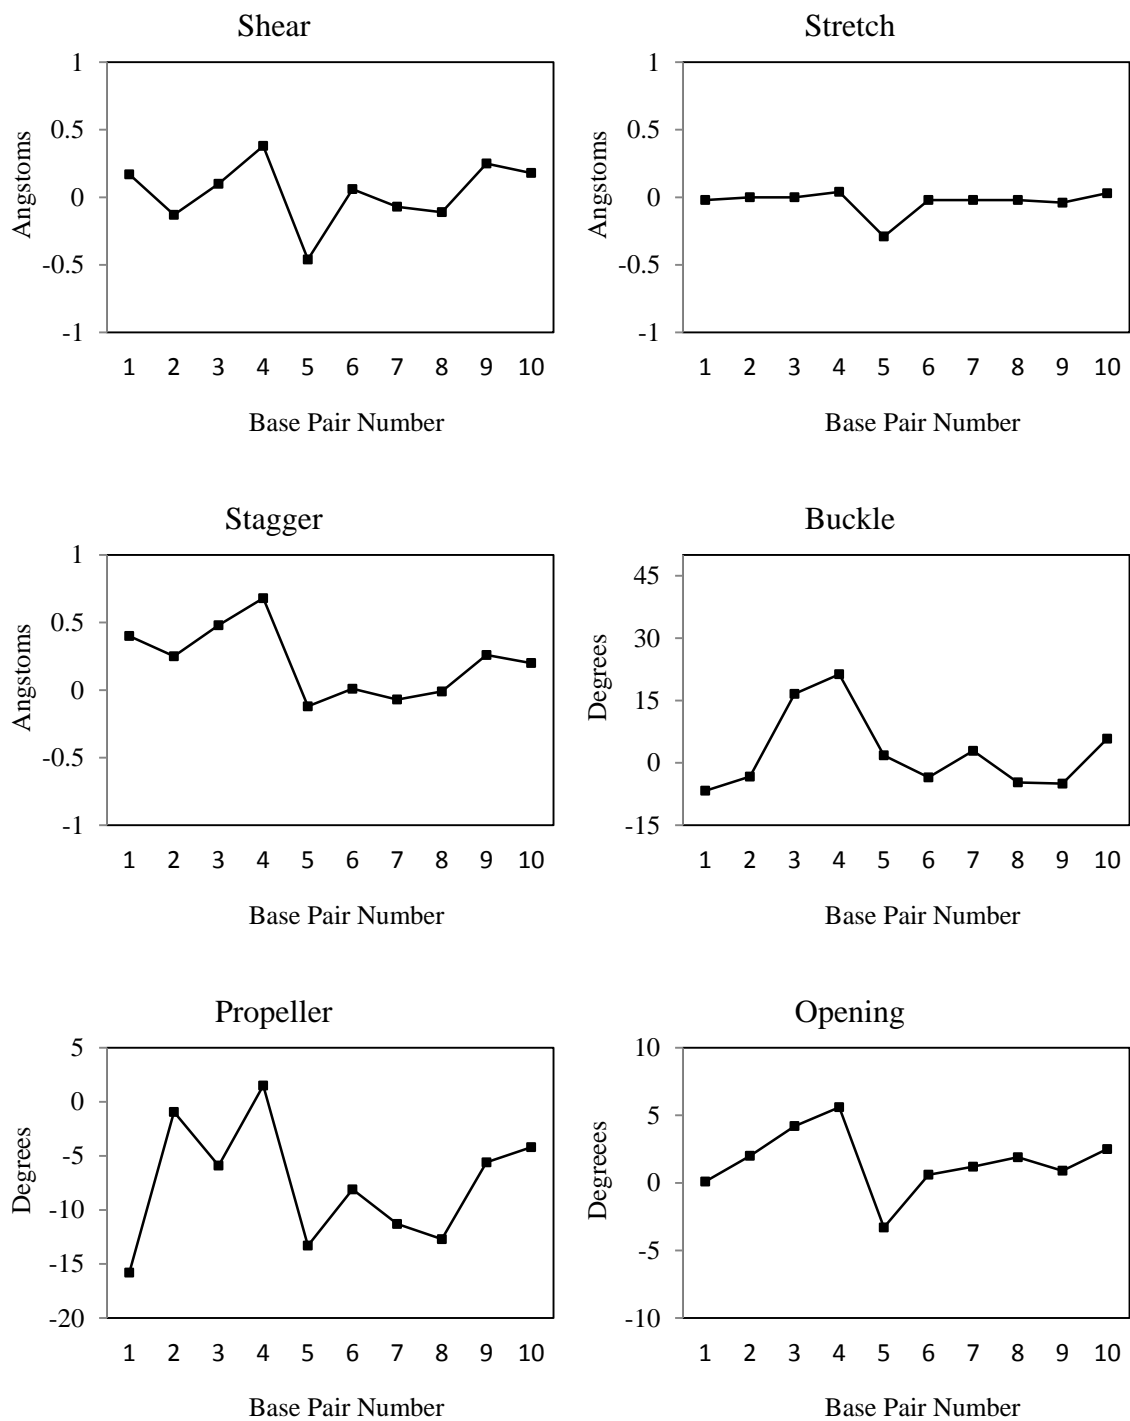 Shear
1
0.5
0
-0.5
-1
Angstoms
1 2 3 4 5 6 7 8 9 10
Base Pair Number
Stretch
1
0.5
0
-0.5
-1
Angstoms
1 2 3 4 5 6 7 8 9 10
Base Pair Number
Stagger
1
0.5
0
-0.5
-1
Angstoms
1 2 3 4 5 6 7 8 9 10
Base Pair Number
Buckle
45
30
15
0
-15
Degrees
1 2 3 4 5 6 7 8 9 10
Base Pair Number
Propeller
5
0
-5
-10
-15
-20
Degrees
1 2 3 4 5 6 7 8 9 10
Base Pair Number
Opening
10
5
0
-5
-10
Degreees
1 2 3 4 5 6 7 8 9 10
Base Pair Number